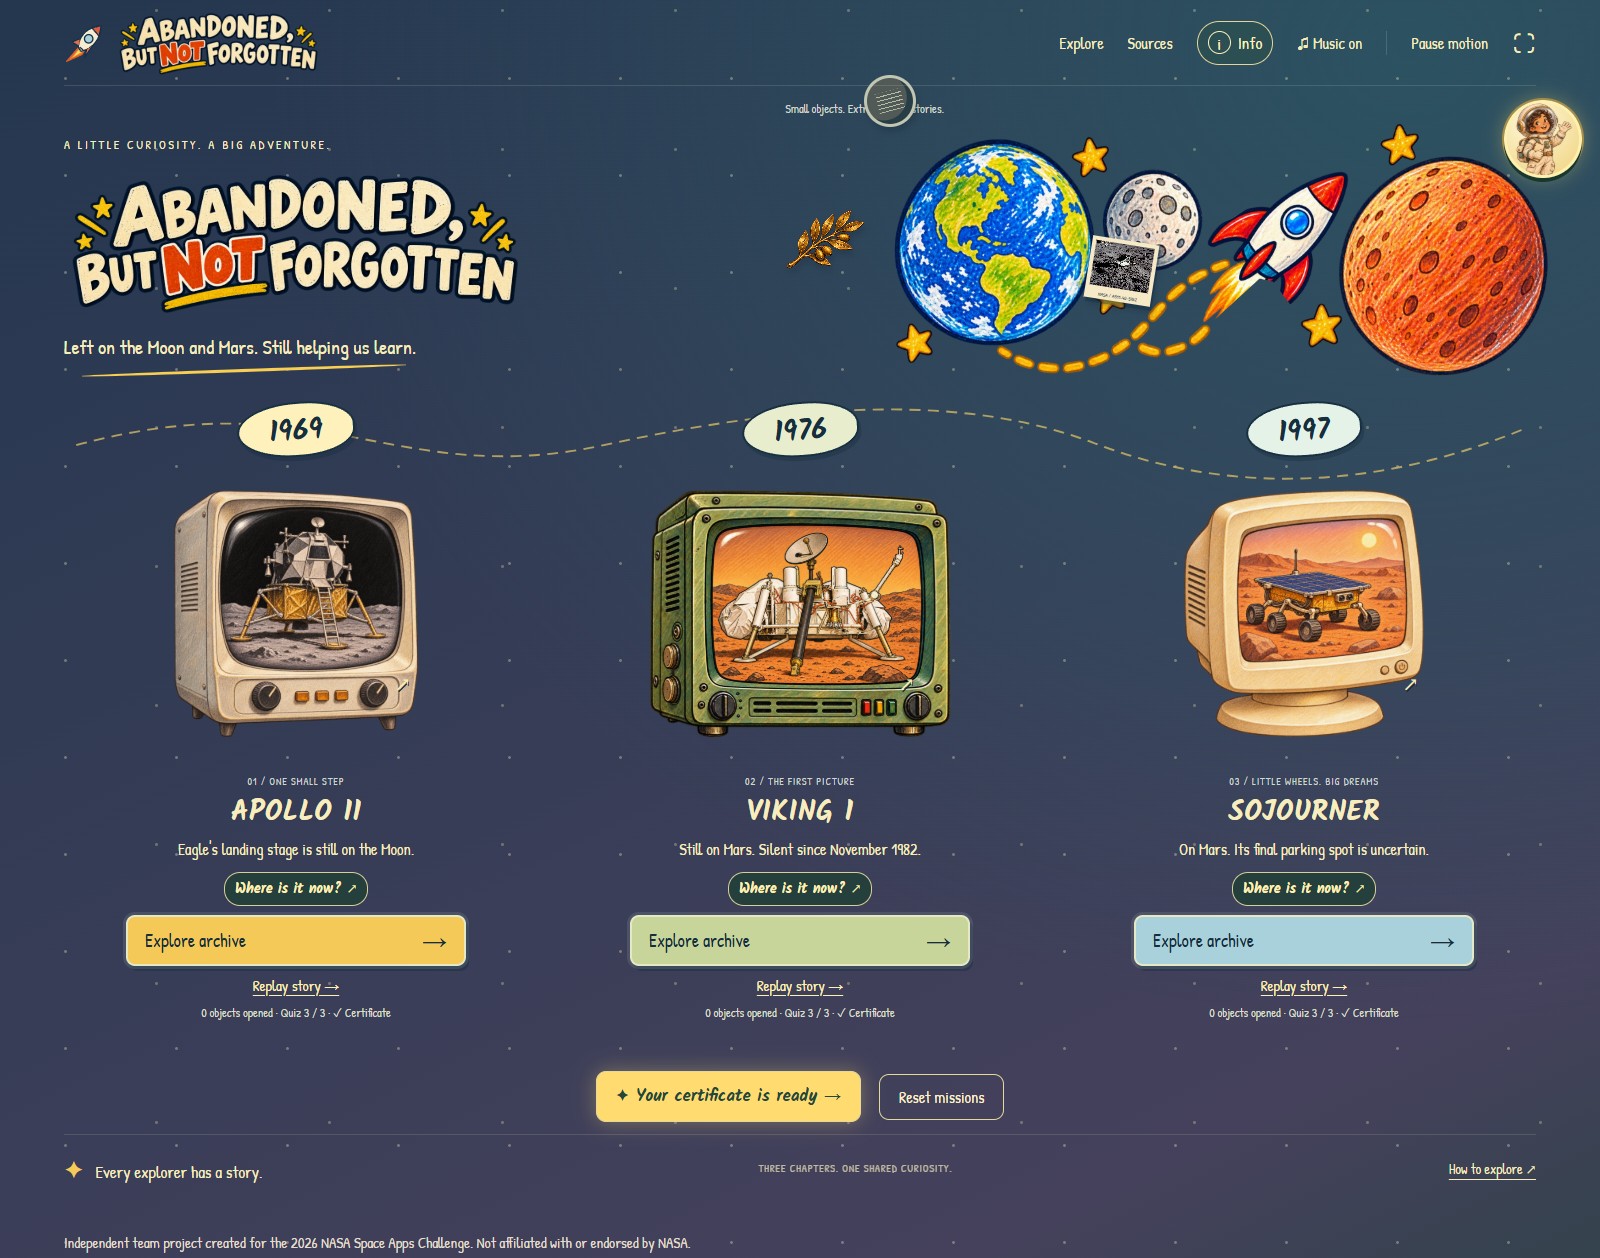 ABANDONED,
BUT NOT FORGOTTEN
Explore
Sources
i Info
♫ Music on
Pause motion
Small objects.
A LITTLE CURIOSITY. A BIG ADVENTURE.
ABANDONED,
BUT NOT FORGOTTEN
Left on the Moon and Mars. Still helping us learn.
1969
1976
1997
01 / ONE SMALL STEP
APOLLO 11
Eagle's landing stage is still on the Moon.
Where is it now? ↗
Explore archive →
Replay story →
0 objects opened · Quiz 3 / 3 · ✓ Certificate
02 / THE FIRST PICTURE
VIKING 1
Still on Mars. Silent since November 1982.
Where is it now? ↗
Explore archive →
Replay story →
0 objects opened · Quiz 3 / 3 · ✓ Certificate
03 / LITTLE WHEELS. BIG DREAMS
SOJOURNER
On Mars. Its final parking spot is uncertain.
Where is it now? ↗
Explore archive →
Replay story →
0 objects opened · Quiz 3 / 3 · ✓ Certificate
✦ Your certificate is ready →
Reset missions
Every explorer has a story.
THREE CHAPTERS. ONE SHARED CURIOSITY.
How to explore ↗
Independent team project created for the 2026 NASA Space Apps Challenge. Not affiliated with or endorsed by NASA.